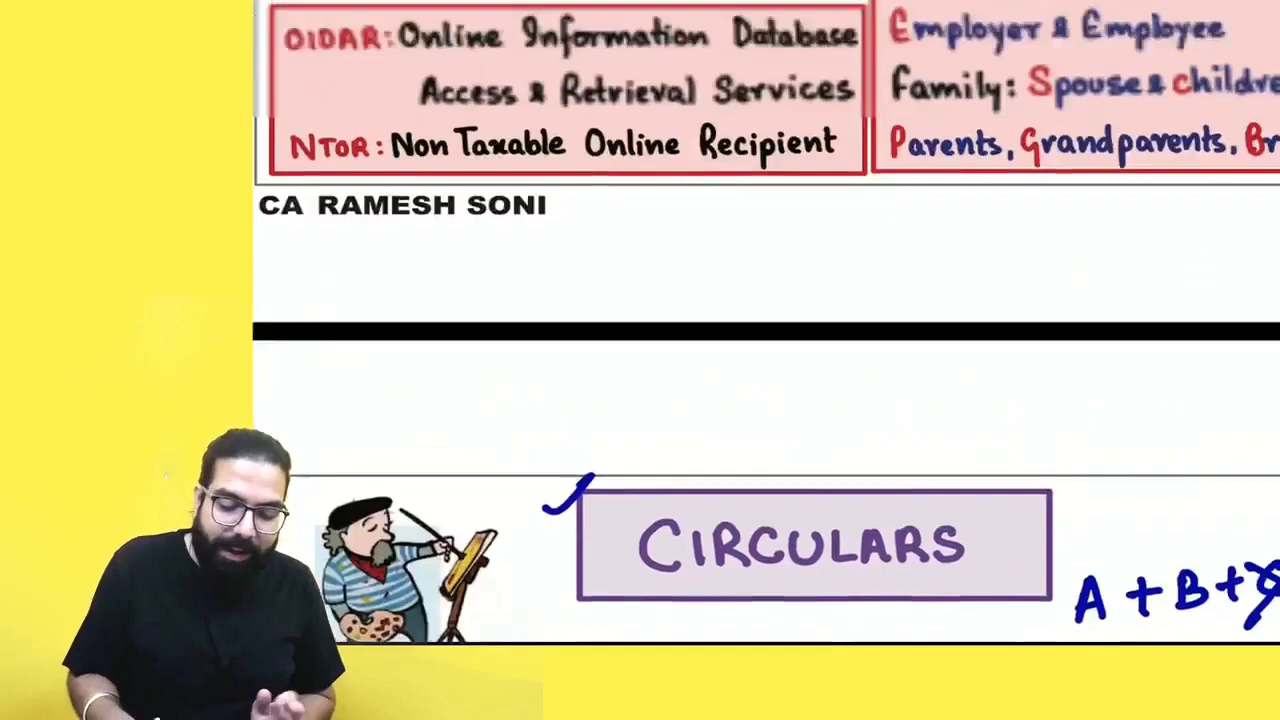 OIDAR: Online Information Database
Access & Retrieval Services
NTOR: Non Taxable Online Recipient
Employer & Employee
Family: Spouse & Childre
Parents, Grandparents, Br
CA RAMESH SONI
CIRCULARS
A + B +